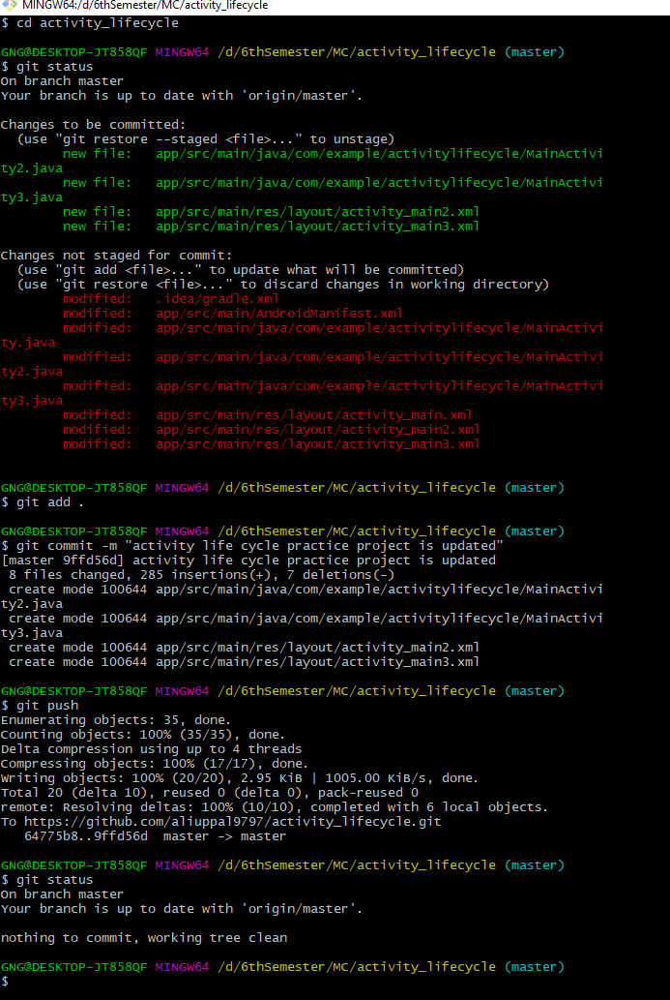 MINGW64:/d/6thSemester/MC/activity_lifecycle
$ cd activity_lifecycle
GNG@DESKTOP-JT858QF MINGW64 /d/6thSemester/MC/activity_lifecycle (master)
$ git status
On branch master
Your branch is up to date with 'origin/master'.
Changes to be committed:
  (use "git restore --staged <file>..." to unstage)
        new file:   app/src/main/java/com/example/activitylifecycle/MainActivi
ty2.java
        new file:   app/src/main/java/com/example/activitylifecycle/MainActivi
ty3.java
        new file:   app/src/main/res/layout/activity_main2.xml
        new file:   app/src/main/res/layout/activity_main3.xml
Changes not staged for commit:
  (use "git add <file>..." to update what will be committed)
  (use "git restore <file>..." to discard changes in working directory)
        modified:   .idea/gradle.xml
        modified:   app/src/main/AndroidManifest.xml
        modified:   app/src/main/java/com/example/activitylifecycle/MainActivi
ty.java
        modified:   app/src/main/java/com/example/activitylifecycle/MainActivi
ty2.java
        modified:   app/src/main/java/com/example/activitylifecycle/MainActivi
ty3.java
        modified:   app/src/main/res/layout/activity_main.xml
        modified:   app/src/main/res/layout/activity_main2.xml
        modified:   app/src/main/res/layout/activity_main3.xml
GNG@DESKTOP-JT858QF MINGW64 /d/6thSemester/MC/activity_lifecycle (master)
$ git add .
GNG@DESKTOP-JT858QF MINGW64 /d/6thSemester/MC/activity_lifecycle (master)
$ git commit -m "activity life cycle practice project is updated"
[master 9ffd56d] activity life cycle practice project is updated
 8 files changed, 285 insertions(+), 7 deletions(-)
 create mode 100644 app/src/main/java/com/example/activitylifecycle/MainActivi
ty2.java
 create mode 100644 app/src/main/java/com/example/activitylifecycle/MainActivi
ty3.java
 create mode 100644 app/src/main/res/layout/activity_main2.xml
 create mode 100644 app/src/main/res/layout/activity_main3.xml
GNG@DESKTOP-JT858QF MINGW64 /d/6thSemester/MC/activity_lifecycle (master)
$ git push
Enumerating objects: 35, done.
Counting objects: 100% (35/35), done.
Delta compression using up to 4 threads
Compressing objects: 100% (17/17), done.
Writing objects: 100% (20/20), 2.95 KiB | 1005.00 KiB/s, done.
Total 20 (delta 10), reused 0 (delta 0), pack-reused 0
remote: Resolving deltas: 100% (10/10), completed with 6 local objects.
To https://github.com/aliuppal9797/activity_lifecycle.git
   64775b8..9ffd56d  master -> master
GNG@DESKTOP-JT858QF MINGW64 /d/6thSemester/MC/activity_lifecycle (master)
$ git status
On branch master
Your branch is up to date with 'origin/master'.
nothing to commit, working tree clean
GNG@DESKTOP-JT858QF MINGW64 /d/6thSemester/MC/activity_lifecycle (master)
$